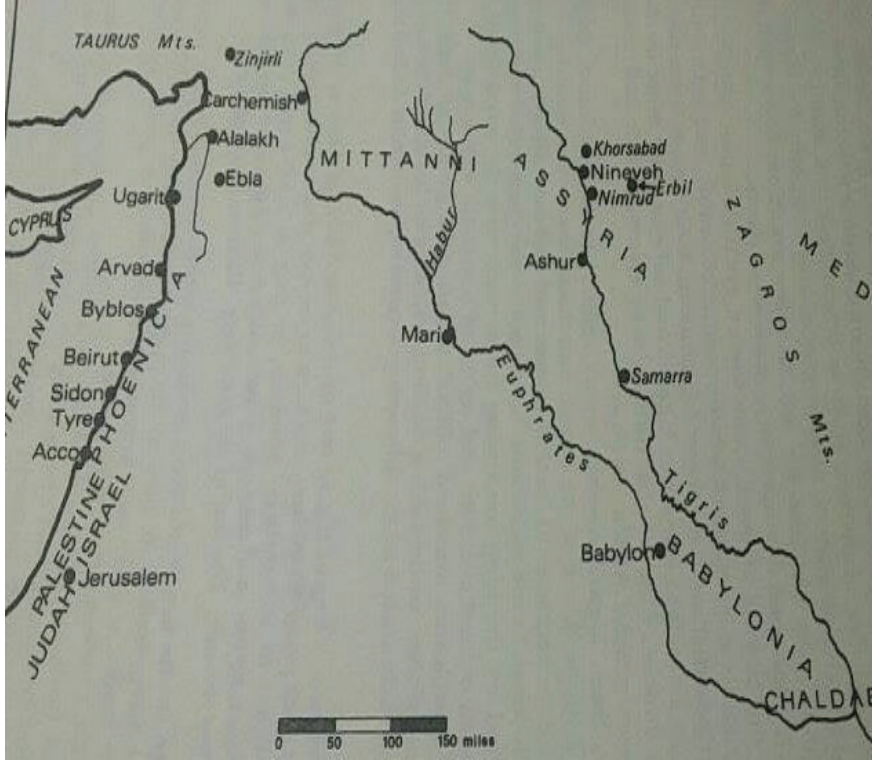 TAURUS Mts.
Zinjirli
Carchemish
Alalakh
MITTANNI
Khorsabad
Nineveh
Erbil
Nimrud
Ebla
Ugarit
CYPRUS
ASSYRIA
Habur
ZAGROS Mts.
MED
Arvad
Ashur
Byblos
PHOENICIA
TERRANEAN
Mari
Beirut
Euphrates
Samarra
Sidon
Tyre
Acco
Tigris
PALESTINE
ISRAEL
JUDAH
Jerusalem
Babylon
BABYLONIA
CHALDAE
0 50 100 150 miles